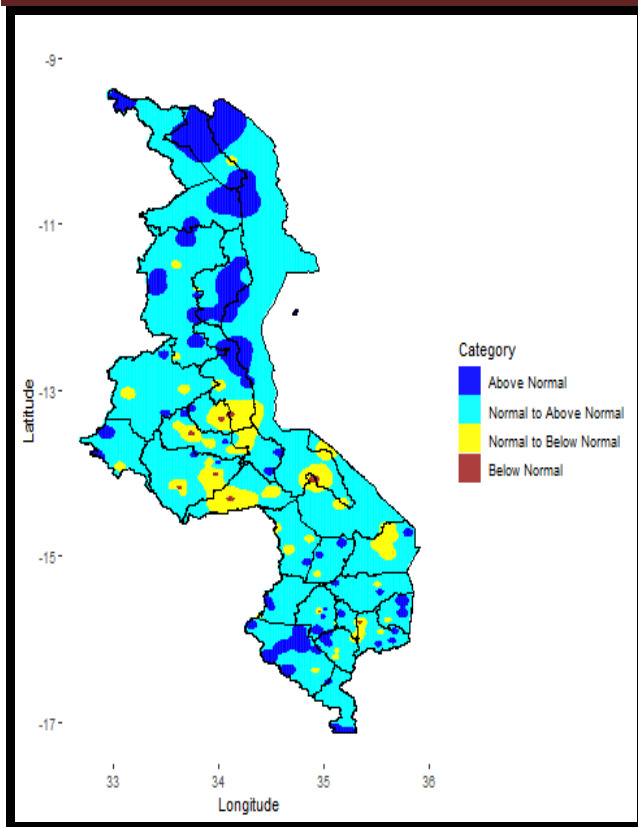 -9
-11
-13
-15
-17
Latitude
33
34
35
36
Longitude
Category
Above Normal
Normal to Above Normal
Normal to Below Normal
Below Normal